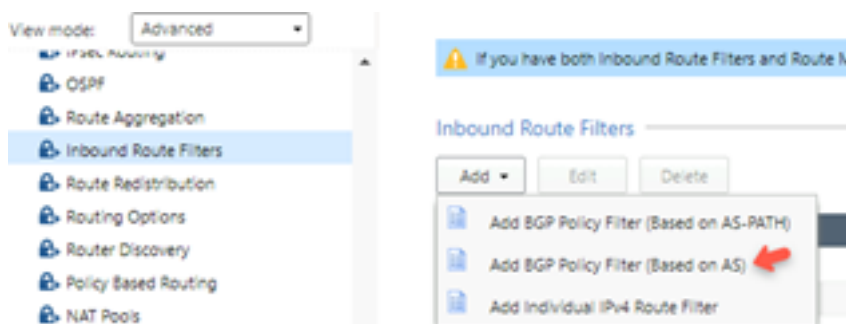 View mode: Advanced
IPsec Routing
OSPF
Route Aggregation
Inbound Route Filters
Route Redistribution
Routing Options
Router Discovery
Policy Based Routing
NAT Pools
If you have both Inbound Route Filters and Route M
Inbound Route Filters
Add Edit Delete
Add BGP Policy Filter (Based on AS-PATH)
Add BGP Policy Filter (Based on AS)
Add Individual IPv4 Route Filter